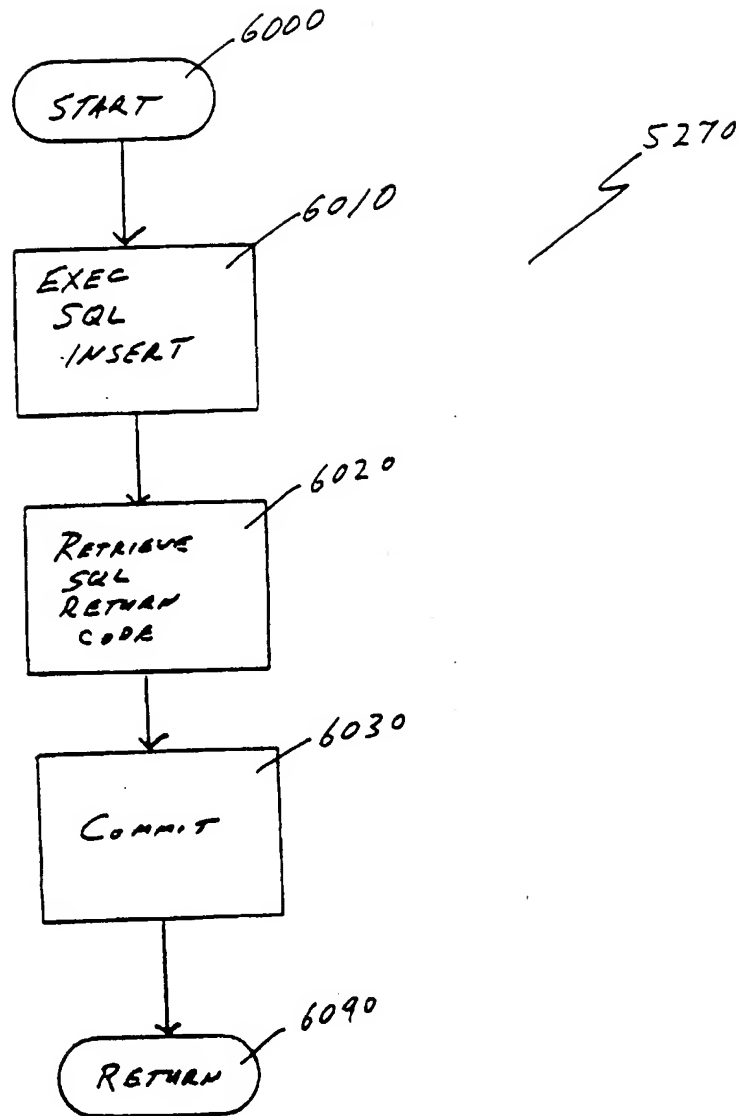 6000
START
5270
6010
EXEC
SQL
INSERT
6020
RETRIEVE
SQL
RETURN
CODE
6030
COMMIT
6090
RETURN